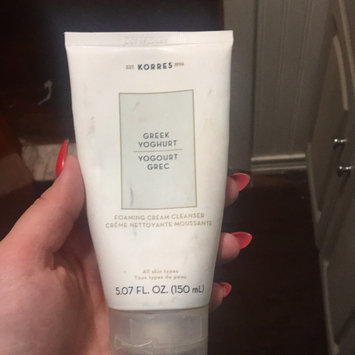 EST. KORRES 1996
GREEK
YOGHURT
YOGOURT
GREC
FOAMING CREAM CLEANSER
CRÈME NETTOYANTE MOUSSANTE
All skin types
Tous types de peau
5.07 FL. OZ. (150 mL)